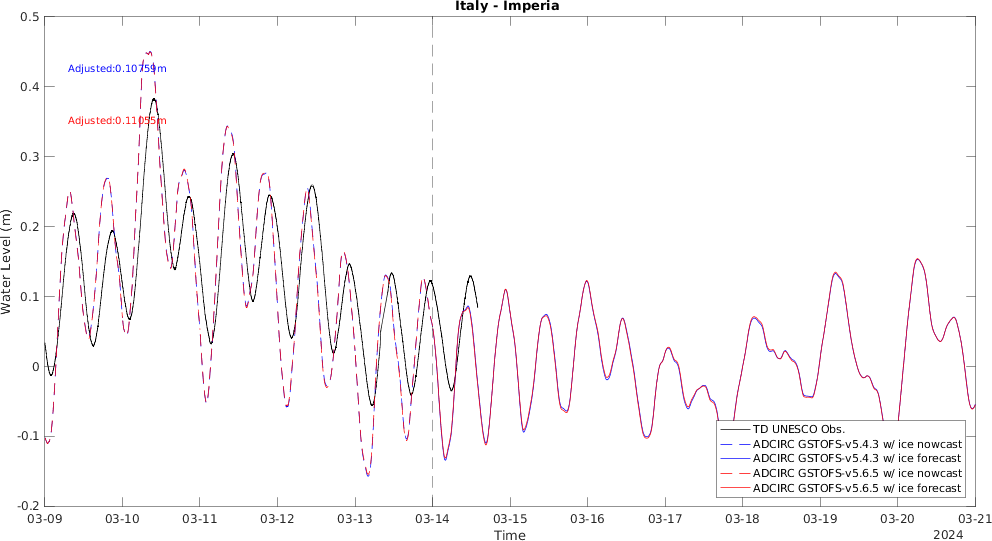 Italy - Imperia
Adjusted:0.10759m
Adjusted:0.11055m
Water Level (m)
0.5
0.4
0.3
0.2
0.1
0
-0.1
-0.2
03-09 03-10 03-11 03-12 03-13 03-14 03-15 03-16 03-17 03-18 03-19 03-20 03-21
Time
2024
TD UNESCO Obs.
ADCIRC GSTOFS-v5.4.3 w/ ice nowcast
ADCIRC GSTOFS-v5.4.3 w/ ice forecast
ADCIRC GSTOFS-v5.6.5 w/ ice nowcast
ADCIRC GSTOFS-v5.6.5 w/ ice forecast